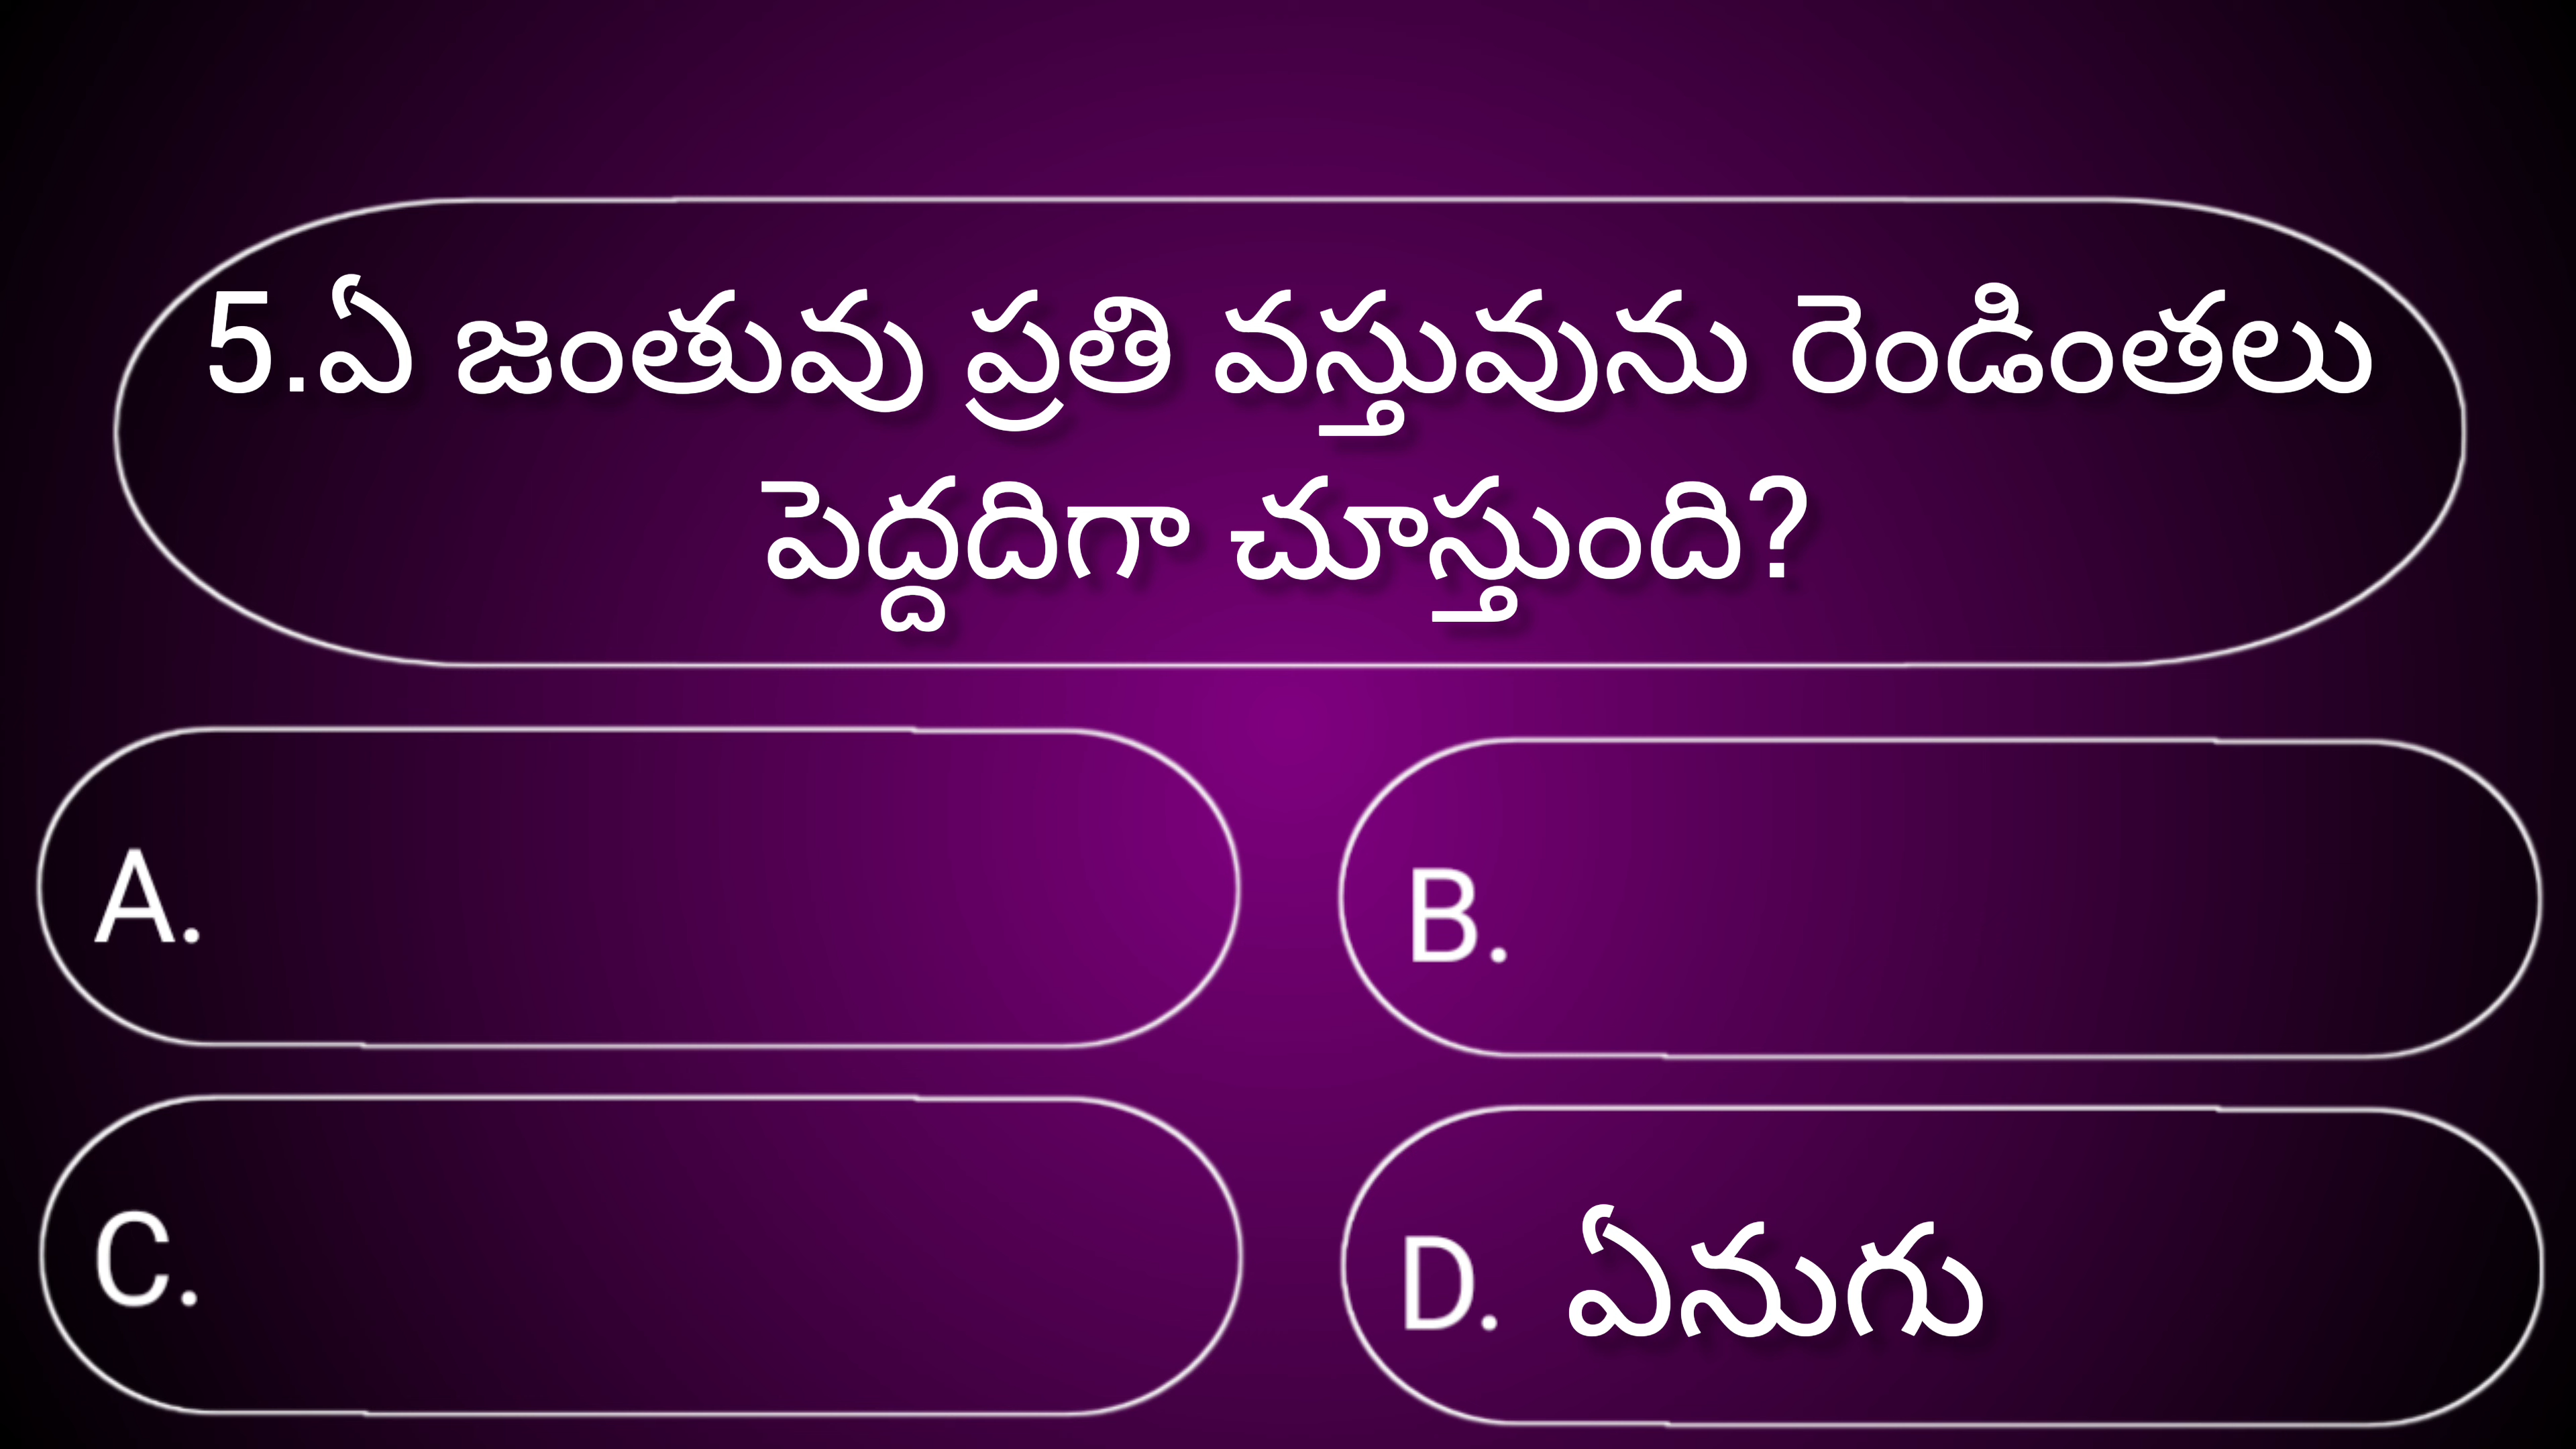 5.ఏ జంతువు ప్రతి వస్తువును రెండింతలు
పెద్దదిగా చూస్తుంది?
A.
B.
C.
D. ఏనుగు